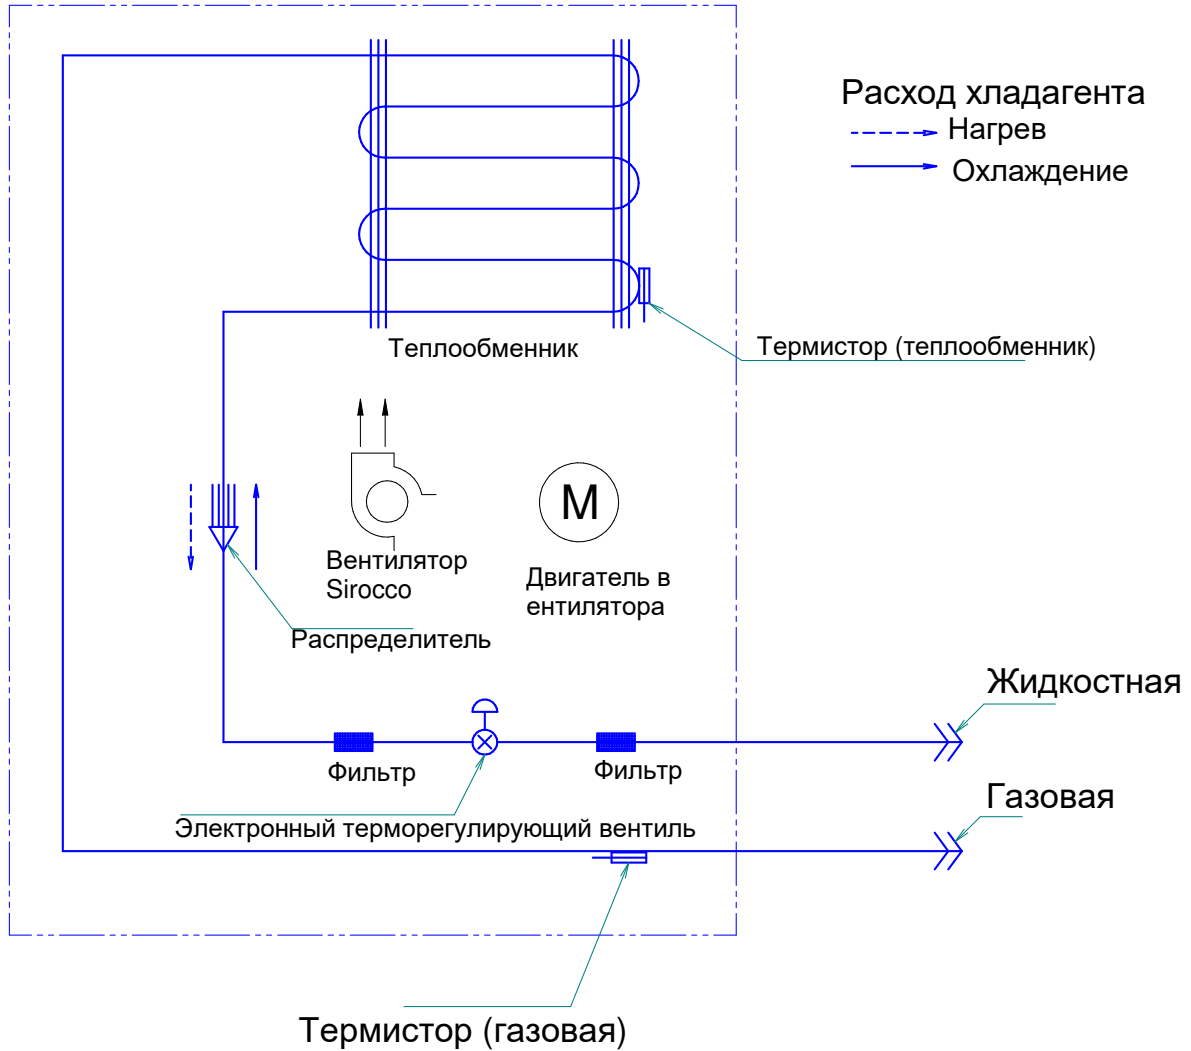 Расход хладагента
Нагрев
Охлаждение
Теплообменник
Термистор (теплообменник)
M
Вентилятор
Sirocco
Двигатель в
ентилятора
Распределитель
Жидкостная
Фильтр
Фильтр
Газовая
Электронный терморегулирующий вентиль
Термистор (газовая)